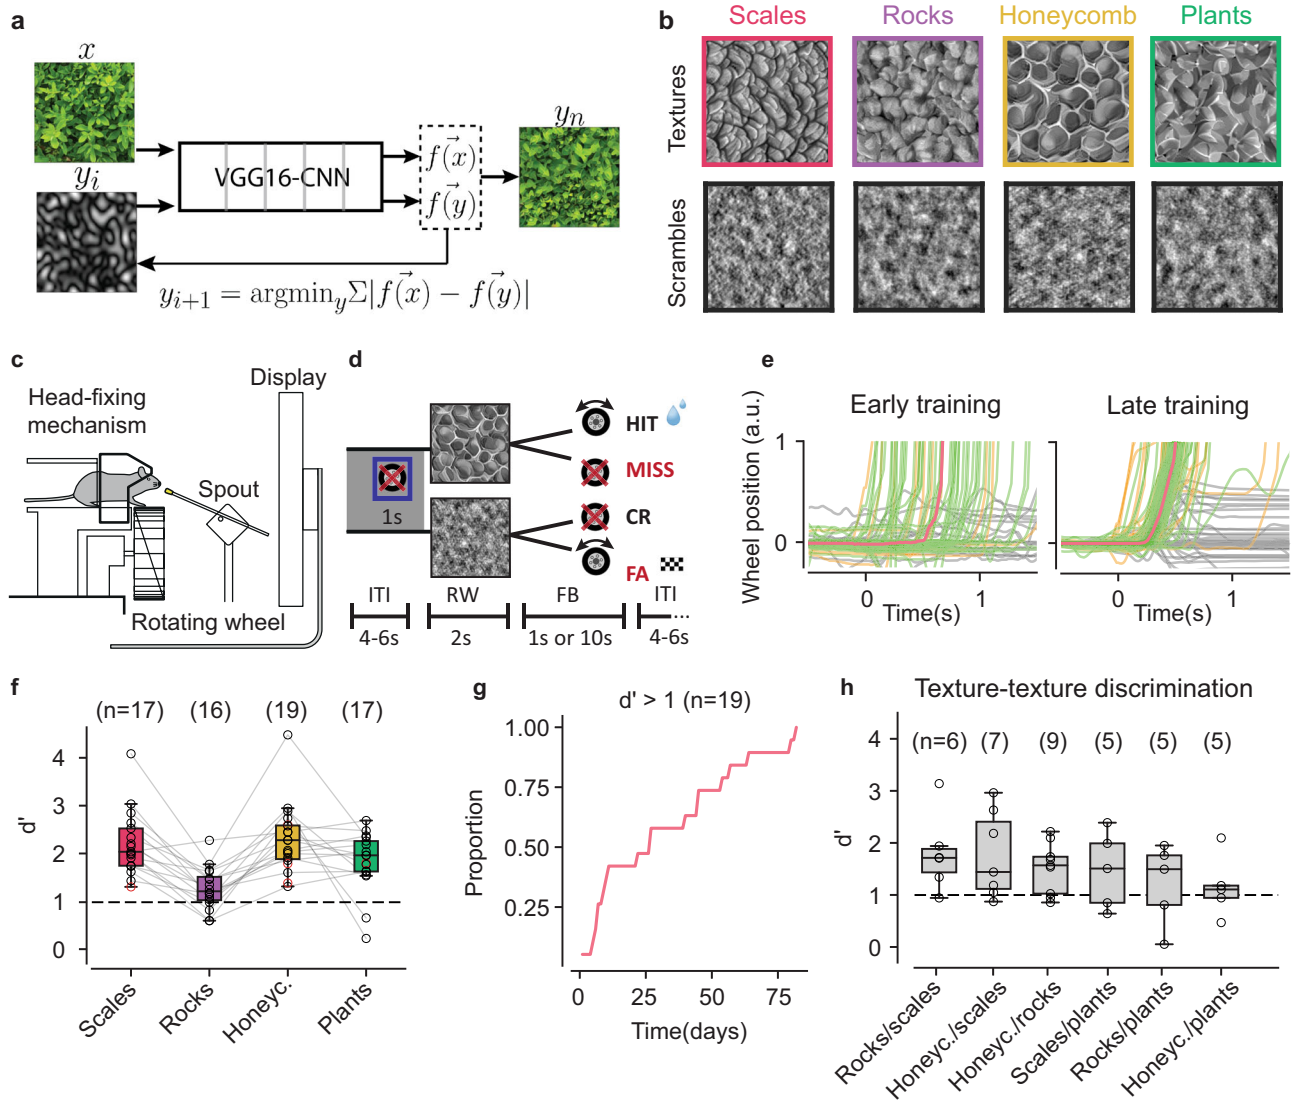 a
x
y_i
VGG16-CNN
f(x)
f(y)
y_n
y_{i+1} = argmin_y Σ|f(x) − f(y)|
b
Scales
Rocks
Honeycomb
Plants
Textures
Scrambles
c
Head-fixing
mechanism
Display
Spout
Rotating wheel
d
1s
HIT
MISS
CR
FA
ITI
RW
FB
ITI
4-6s
2s
1s or 10s
4-6s
e
Early training
Late training
Wheel position (a.u.)
1
0
0
1
0
1
Time(s)
Time(s)
f
(n=17)
(16)
(19)
(17)
d'
4
3
2
1
0
Scales
Rocks
Honeyc.
Plants
g
d' > 1 (n=19)
Proportion
1.00
0.75
0.50
0.25
0
25
50
75
Time(days)
h
Texture-texture discrimination
(n=6)
(7)
(9)
(5)
(5)
(5)
d'
4
3
2
1
0
Rocks/scales
Honeyc./scales
Honeyc./rocks
Scales/plants
Rocks/plants
Honeyc./plants